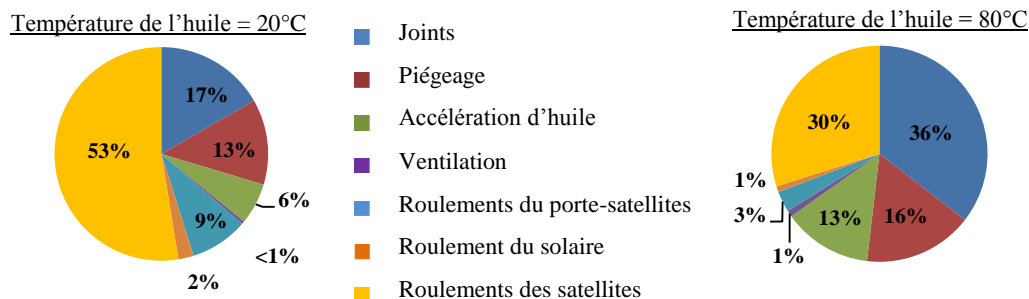 Température de l’huile = 20°C
17%
13%
6%
<1%
9%
2%
53%
Joints
Piégeage
Accélération d’huile
Ventilation
Roulements du porte-satellites
Roulement du solaire
Roulements des satellites
Température de l’huile = 80°C
36%
16%
13%
1%
3%
1%
30%